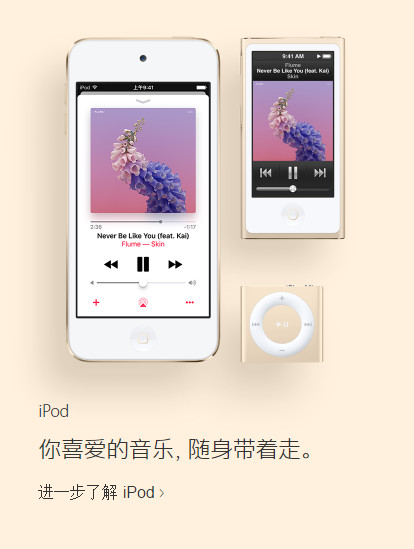 iPod 上午9:41
2:36 -1:17
Never Be Like You (feat. Kai)
Flume — Skin
9:41 AM
Flume
Never Be Like You (feat. Kai)
Skin
iPod
你喜爱的音乐, 随身带着走。
进一步了解 iPod ›